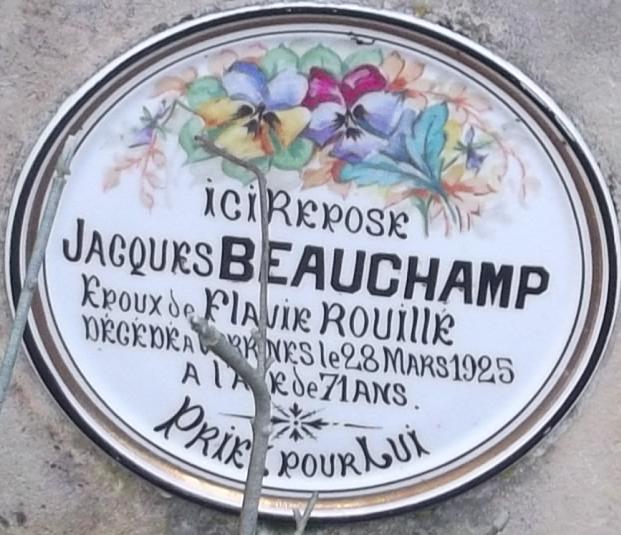 ICI REPOSE
JACQUES BEAUCHAMP
EPOUX de FLAVIE ROUILLÉ
DÉCÉDÉ A le 28 MARS 1925
A L'AGE de 71 ANS.
PRIEZ POUR LUI